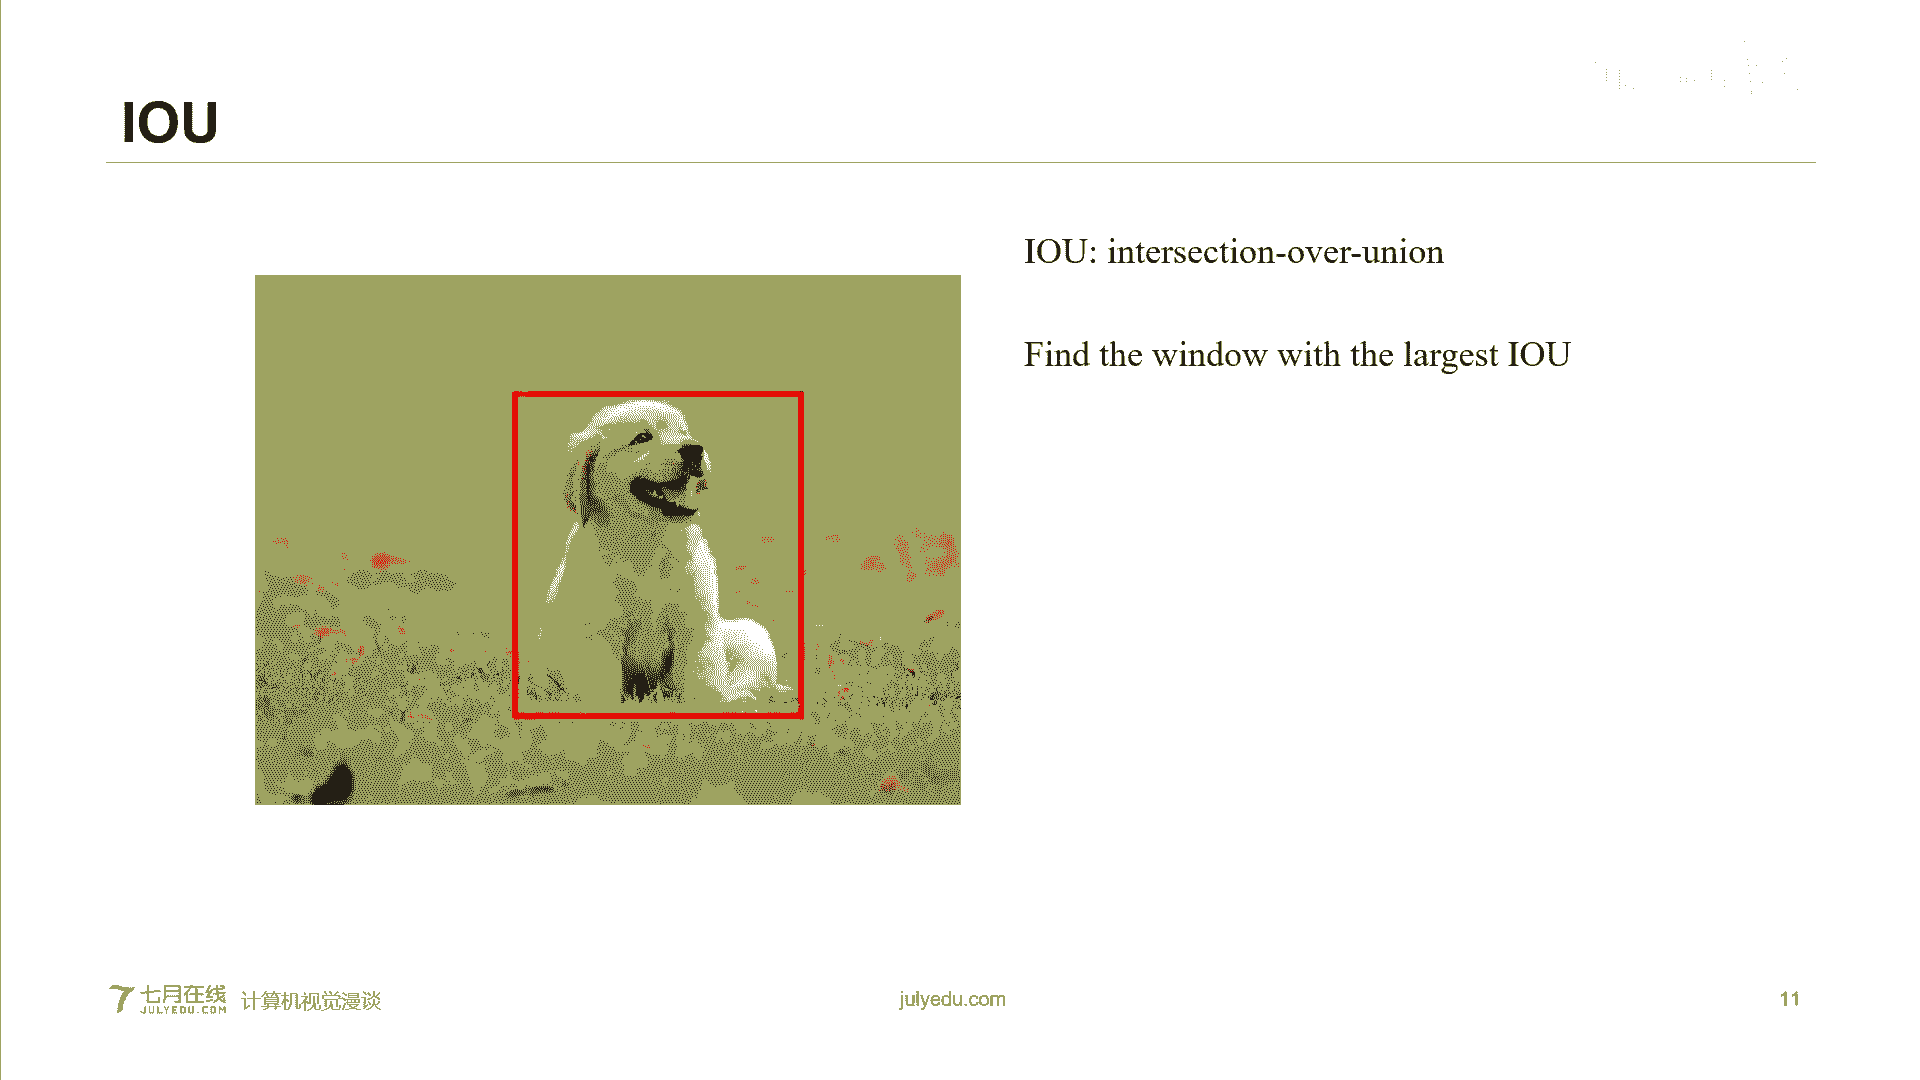 IOU
IOU: intersection-over-union
Find the window with the largest IOU
七月在线
JULYEDU.COM
计算机视觉漫谈
julyedu.com
11